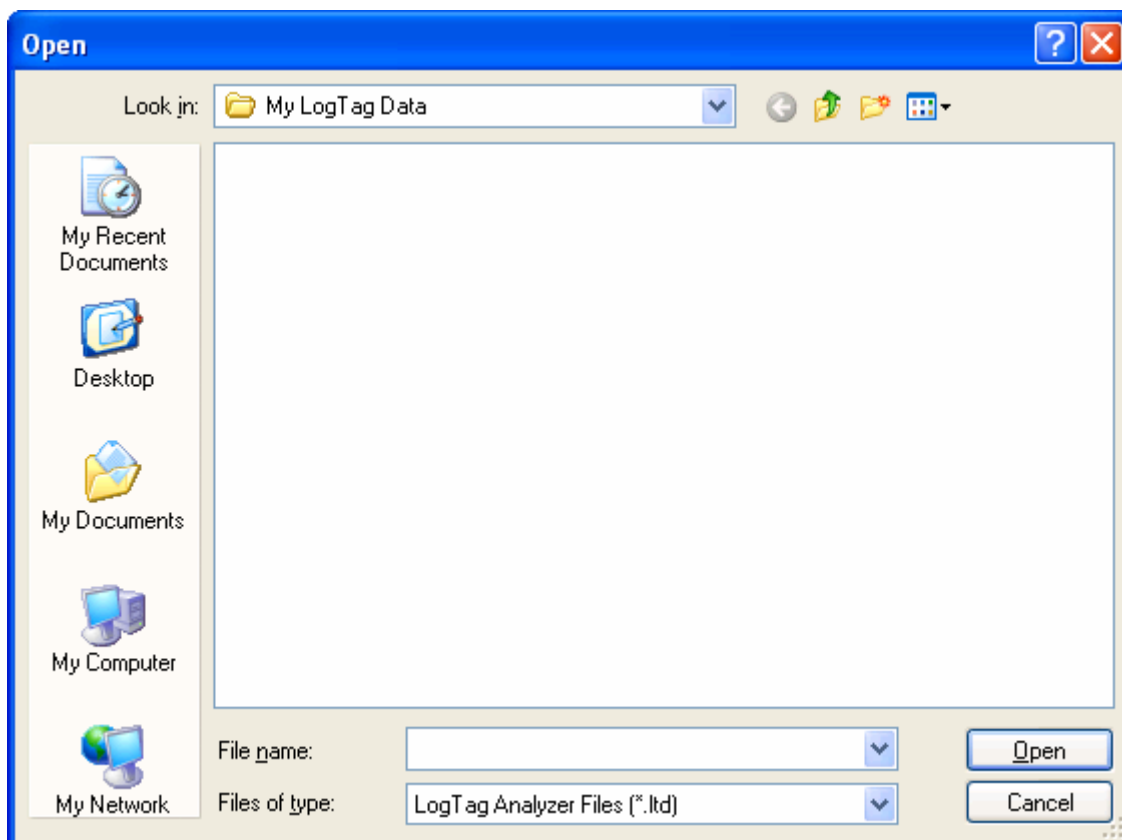 Open
Look in:
My LogTag Data
My Recent
Documents
Desktop
My Documents
My Computer
My Network
File name:
Open
Files of type:
LogTag Analyzer Files (*.ltd)
Cancel